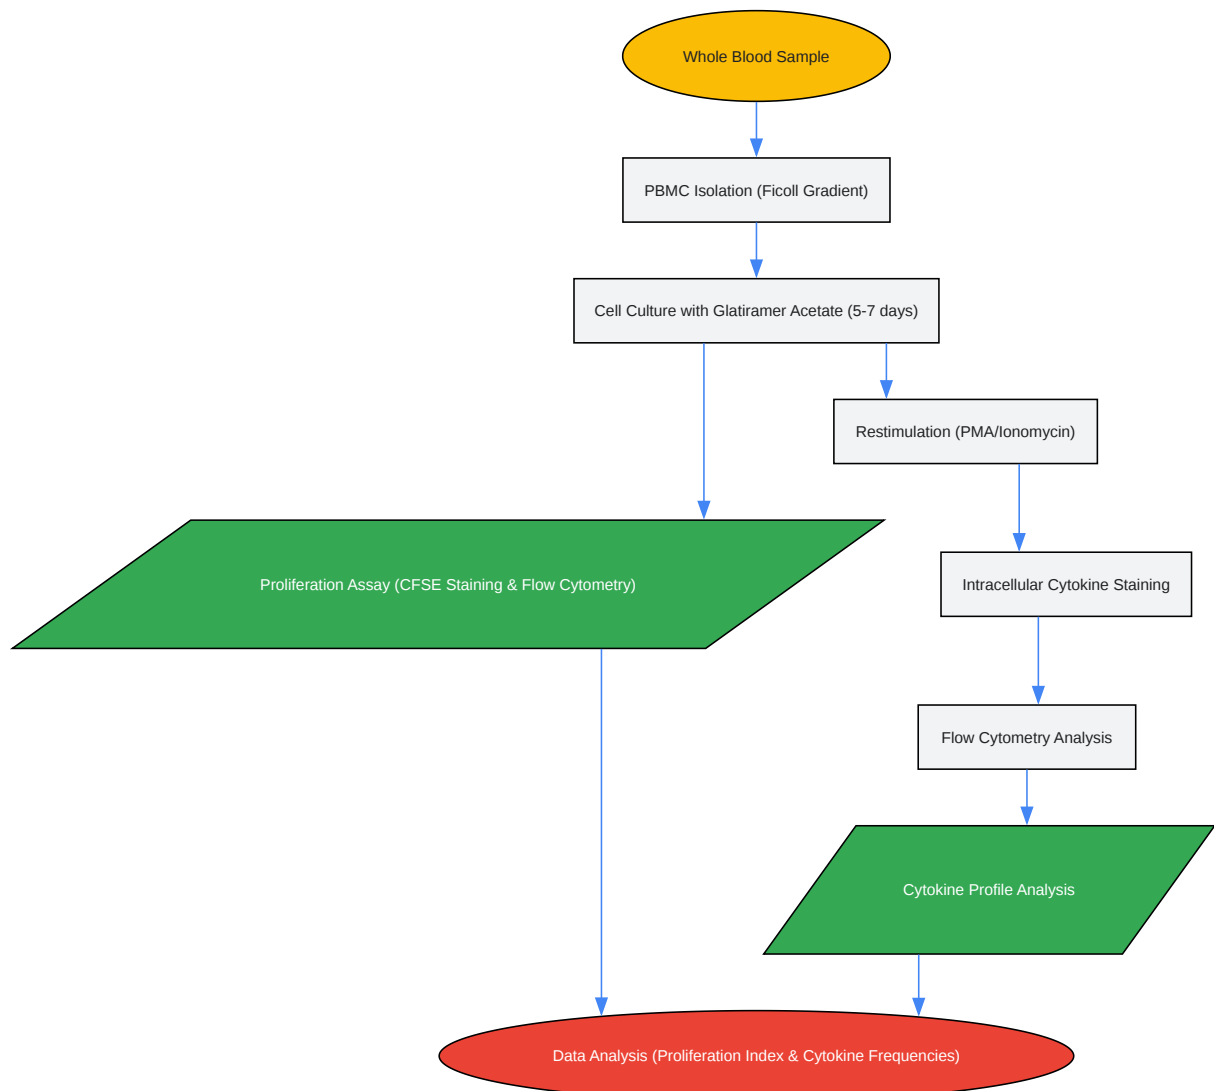 Whole Blood Sample
PBMC Isolation (Ficoll Gradient)
Cell Culture with Glatiramer Acetate (5-7 days)
Restimulation (PMA/Ionomycin)
Proliferation Assay (CFSE Staining & Flow Cytometry)
Intracellular Cytokine Staining
Flow Cytometry Analysis
Cytokine Profile Analysis
Data Analysis (Proliferation Index & Cytokine Frequencies)